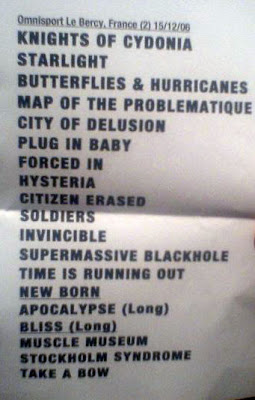 Omnisport Le Bercy, France (2) 15/12/06
KNIGHTS OF CYDONIA
STARLIGHT
BUTTERFLIES & HURRICANES
MAP OF THE PROBLEMATIQUE
CITY OF DELUSION
PLUG IN BABY
FORCED IN
HYSTERIA
CITIZEN ERASED
SOLDIERS
INVINCIBLE
SUPERMASSIVE BLACKHOLE
TIME IS RUNNING OUT
NEW BORN
APOCALYPSE (Long)
BLISS (Long)
MUSCLE MUSEUM
STOCKHOLM SYNDROME
TAKE A BOW